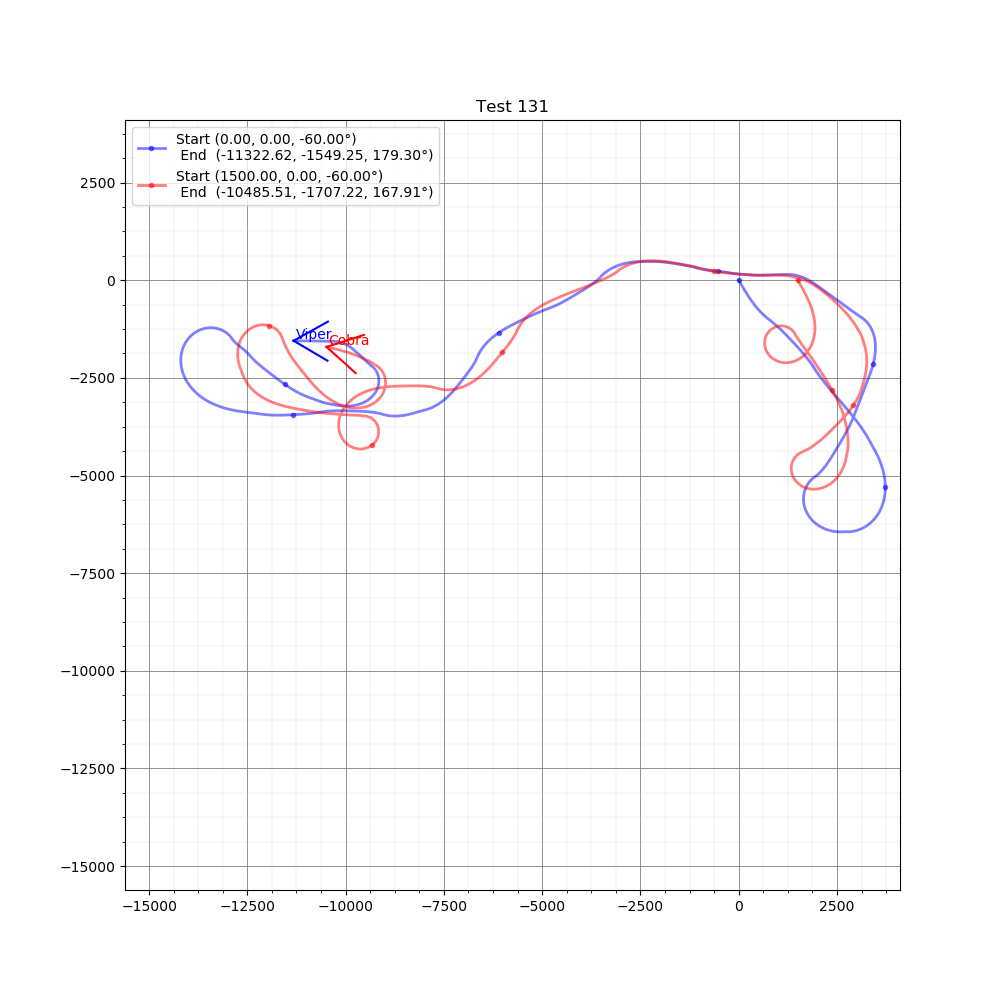 Test 131
Start (0.00, 0.00, -60.00°)
End  (-11322.62, -1549.25, 179.30°)
Start (1500.00, 0.00, -60.00°)
End  (-10485.51, -1707.22, 167.91°)
2500
0
−2500
−5000
−7500
−10000
−12500
−15000
Viper
Cobra
−15000 −12500 −10000 −7500 −5000 −2500 0 2500